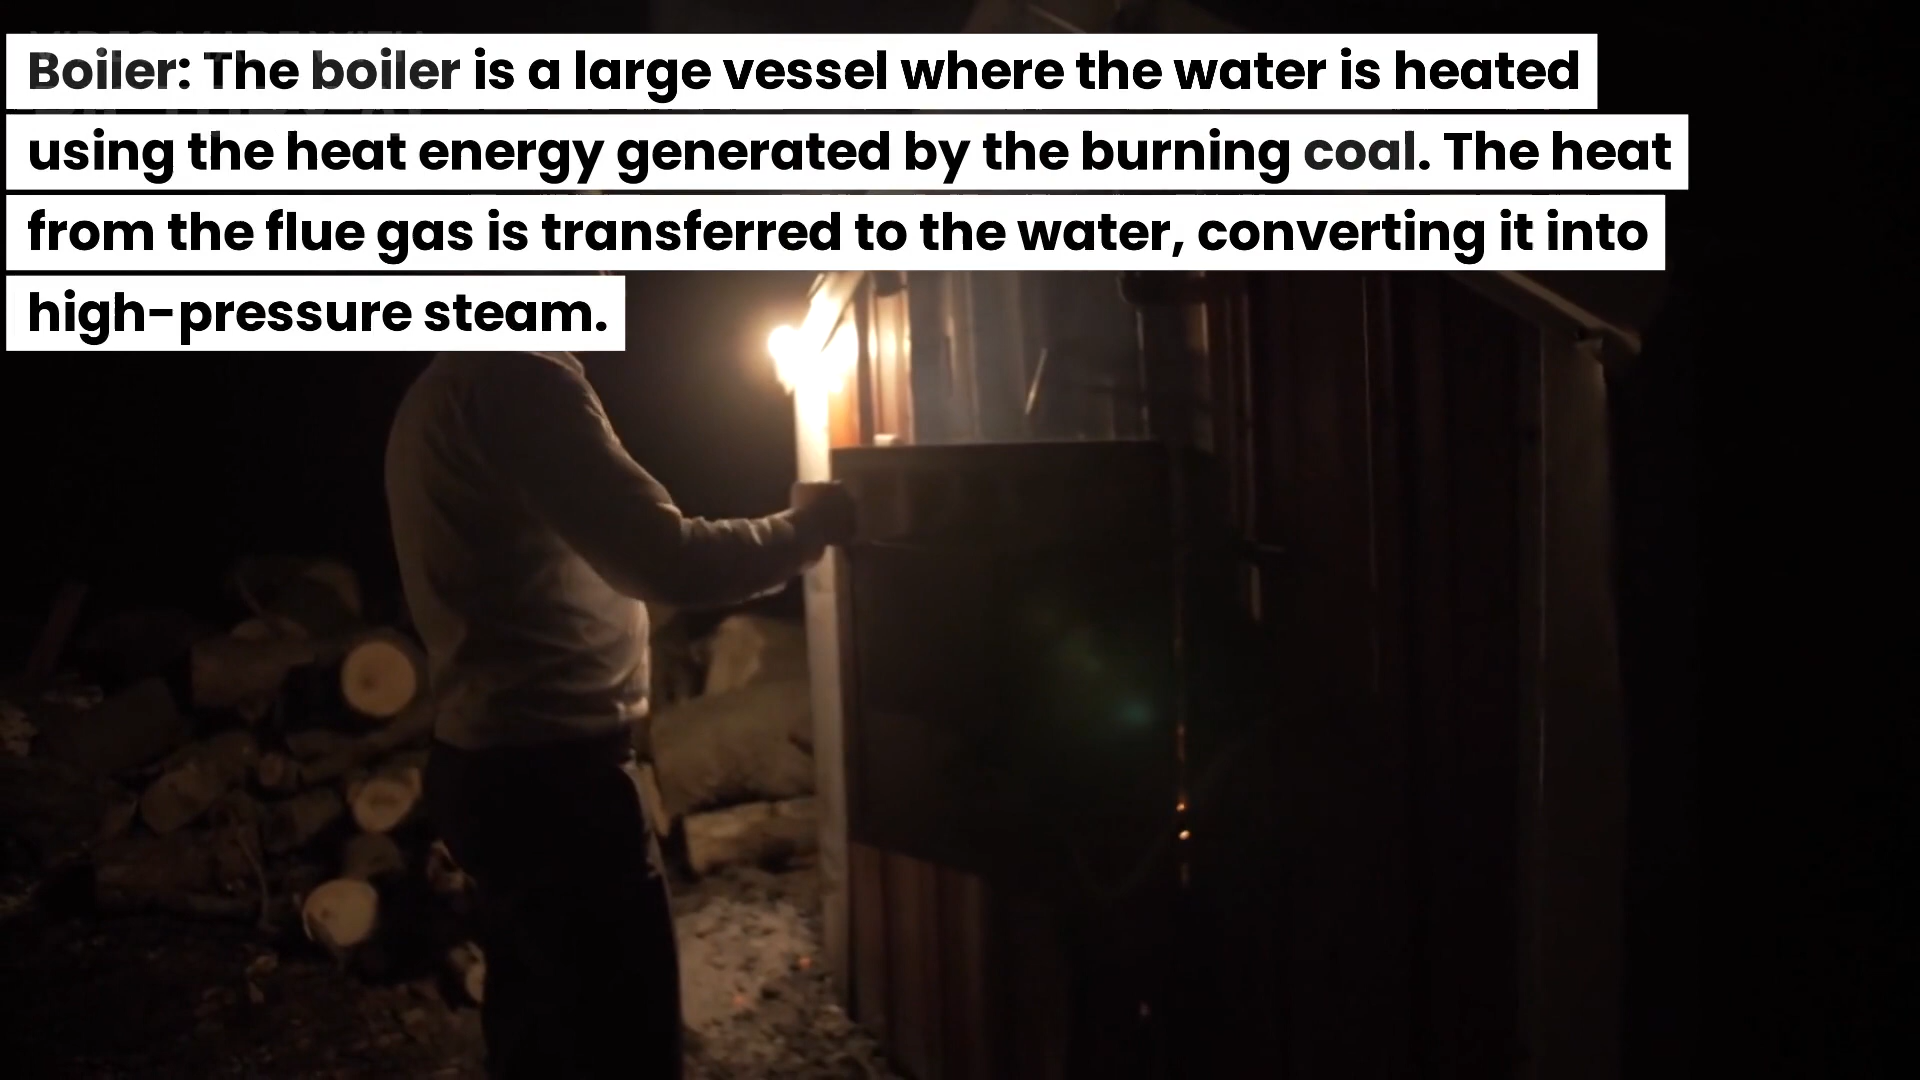 Boiler: The boiler is a large vessel where the water is heated
using the heat energy generated by the burning coal. The heat
from the flue gas is transferred to the water, converting it into
high-pressure steam.